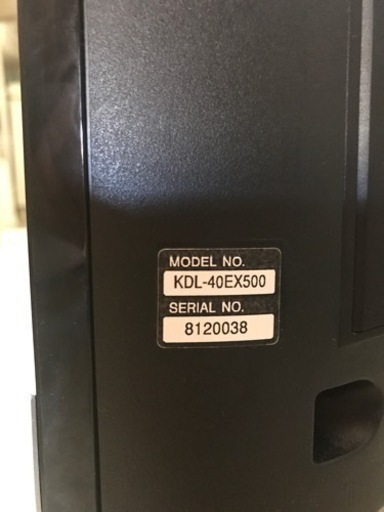 MODEL NO.
KDL-40EX500
SERIAL NO.
8120038